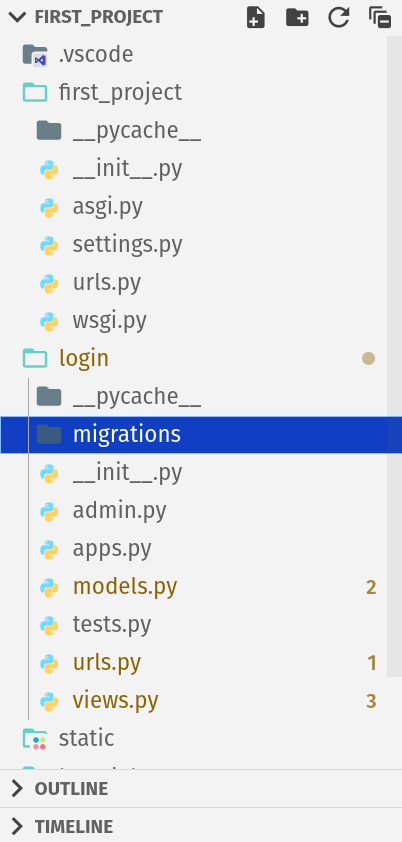 FIRST_PROJECT
.vscode
first_project
__pycache__
__init__.py
asgi.py
settings.py
urls.py
wsgi.py
login
__pycache__
migrations
__init__.py
admin.py
apps.py
models.py 2
tests.py
urls.py 1
views.py 3
static
OUTLINE
TIMELINE